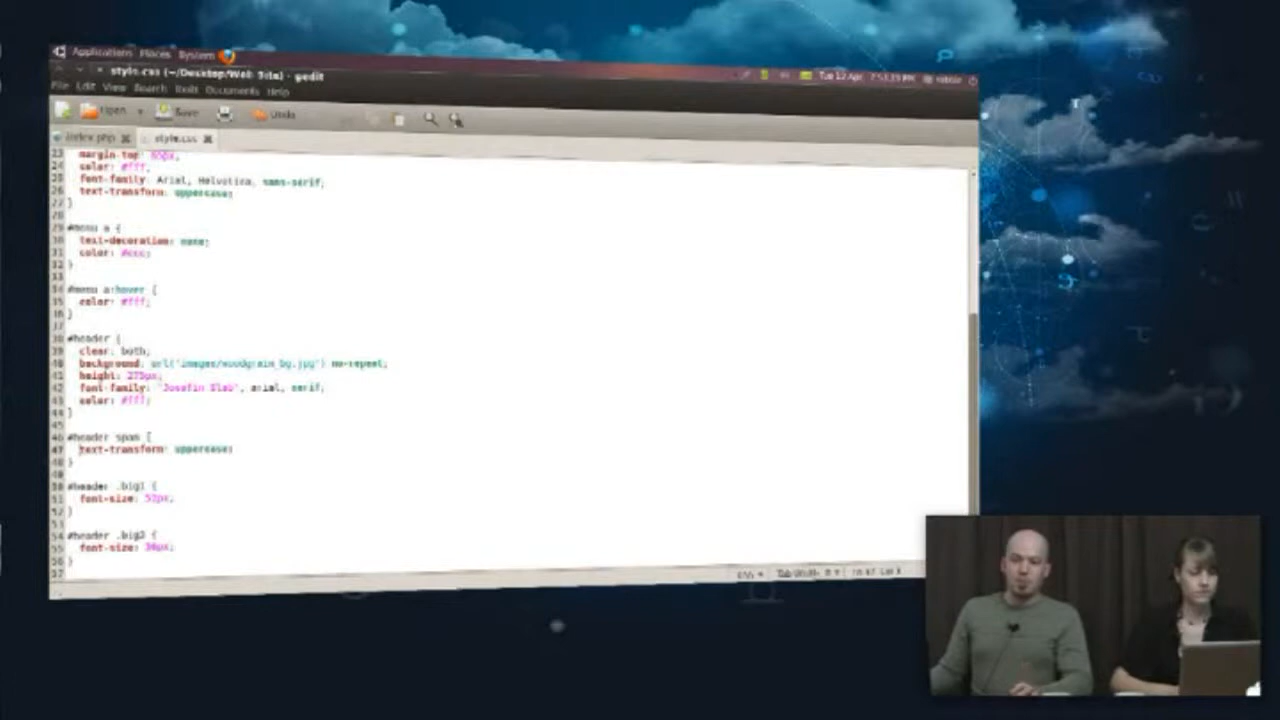 Applications Places System
style.css (~/Desktop/Web Site) - gedit
File Edit View Search Tools Documents Help
Open Save Undo
index.php style.css
23 margin-top:
24 color: #fff;
25 font-family: Arial, Helvetica, sans-serif;
26 text-transform: uppercase;
27 }
28
29 #menu a {
30 text-decoration: none;
31 color: #ccc;
32 }
33
34 #menu a:hover {
35 color: #fff;
36 }
37
38 #header {
39 clear: both;
40 background: url('images/woodgrain_bg.jpg') no-repeat;
41 height: 275px;
42 font-family: 'Josefin Slab', arial, serif;
43 color: #fff;
44 }
45
46 #header span {
47 text-transform: uppercase;
48 }
49
50 #header .big1 {
51 font-size: 52px;
52 }
53
54 #header .big2 {
55 font-size: 36px;
56 }
57